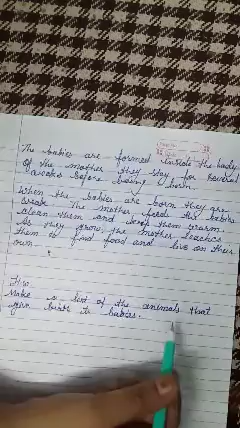 The babies are formed inside the body
of the mother. They stay for several
weeks before being born.
When the babies are born they are
weak. The mother feeds the babies
clean them and keep them warm.
As they grow, the mother teaches
them to find food and live on their
own.
H.w
Make a list of the animals that
give birth to babies.